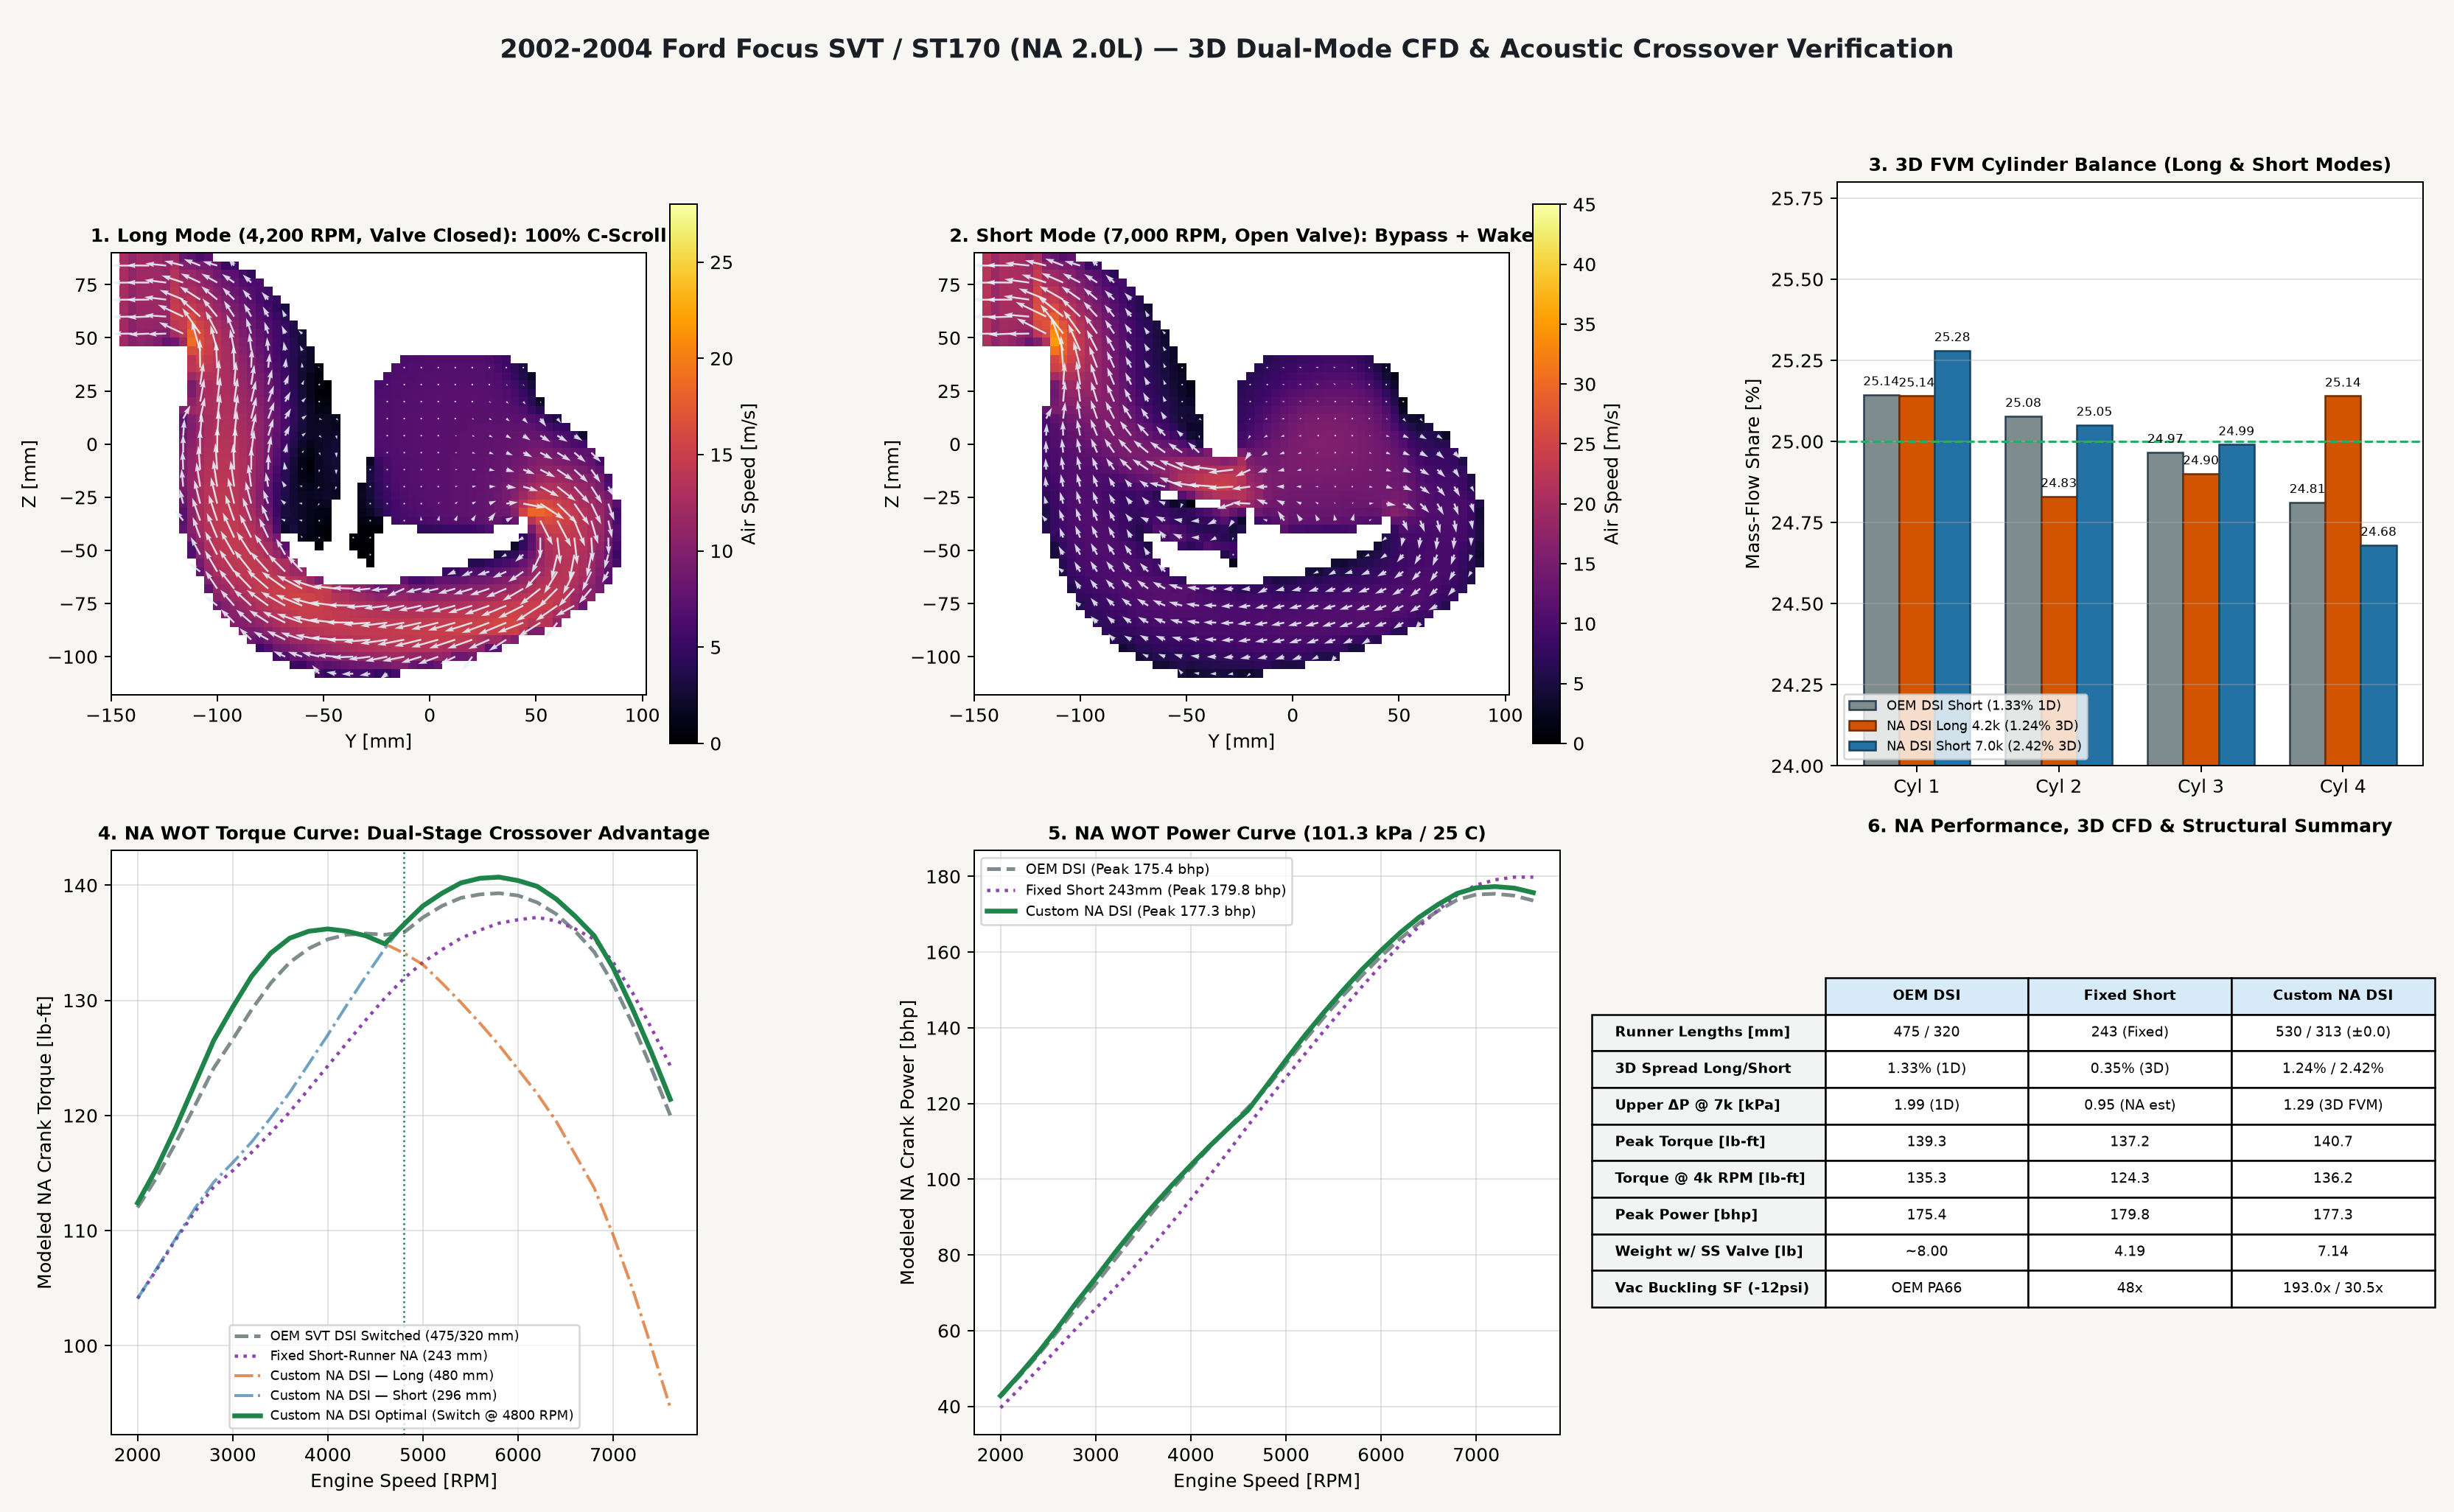 2002-2004 Ford Focus SVT / ST170 (NA 2.0L) — 3D Dual-Mode CFD & Acoustic Crossover Verification
1. Long Mode (4,200 RPM, Valve Closed): 100% C-Scroll
75
50
25
0
−25
−50
−75
−100
Z [mm]
−150
−100
−50
0
50
100
Y [mm]
25
20
15
10
5
0
Air Speed [m/s]
2. Short Mode (7,000 RPM, Open Valve): Bypass + Wake
75
50
25
0
−25
−50
−75
−100
Z [mm]
−150
−100
−50
0
50
100
Y [mm]
45
40
35
30
25
20
15
10
5
0
Air Speed [m/s]
3. 3D FVM Cylinder Balance (Long & Short Modes)
25.75
25.50
25.25
25.00
24.75
24.50
24.25
24.00
Mass-Flow Share [%]
25.14
25.14
25.28
25.08
24.83
25.05
24.97
24.90
24.99
24.81
25.14
24.68
OEM DSI Short (1.33% 1D)
NA DSI Long 4.2k (1.24% 3D)
NA DSI Short 7.0k (2.42% 3D)
Cyl 1
Cyl 2
Cyl 3
Cyl 4
4. NA WOT Torque Curve: Dual-Stage Crossover Advantage
140
130
120
110
100
Modeled NA Crank Torque [lb-ft]
OEM SVT DSI Switched (475/320 mm)
Fixed Short-Runner NA (243 mm)
Custom NA DSI — Long (480 mm)
Custom NA DSI — Short (296 mm)
Custom NA DSI Optimal (Switch @ 4800 RPM)
2000
3000
4000
5000
6000
7000
Engine Speed [RPM]
5. NA WOT Power Curve (101.3 kPa / 25 C)
OEM DSI (Peak 175.4 bhp)
Fixed Short 243mm (Peak 179.8 bhp)
Custom NA DSI (Peak 177.3 bhp)
180
160
140
120
100
80
60
40
Modeled NA Crank Power [bhp]
2000
3000
4000
5000
6000
7000
Engine Speed [RPM]
6. NA Performance, 3D CFD & Structural Summary
OEM DSI Fixed Short Custom NA DSI
Runner Lengths [mm] 475 / 320 243 (Fixed) 530 / 313 (±0.0)
3D Spread Long/Short 1.33% (1D) 0.35% (3D) 1.24% / 2.42%
Upper ΔP @ 7k [kPa] 1.99 (1D) 0.95 (NA est) 1.29 (3D FVM)
Peak Torque [lb-ft] 139.3 137.2 140.7
Torque @ 4k RPM [lb-ft] 135.3 124.3 136.2
Peak Power [bhp] 175.4 179.8 177.3
Weight w/ SS Valve [lb] ~8.00 4.19 7.14
Vac Buckling SF (-12psi) OEM PA66 48x 193.0x / 30.5x